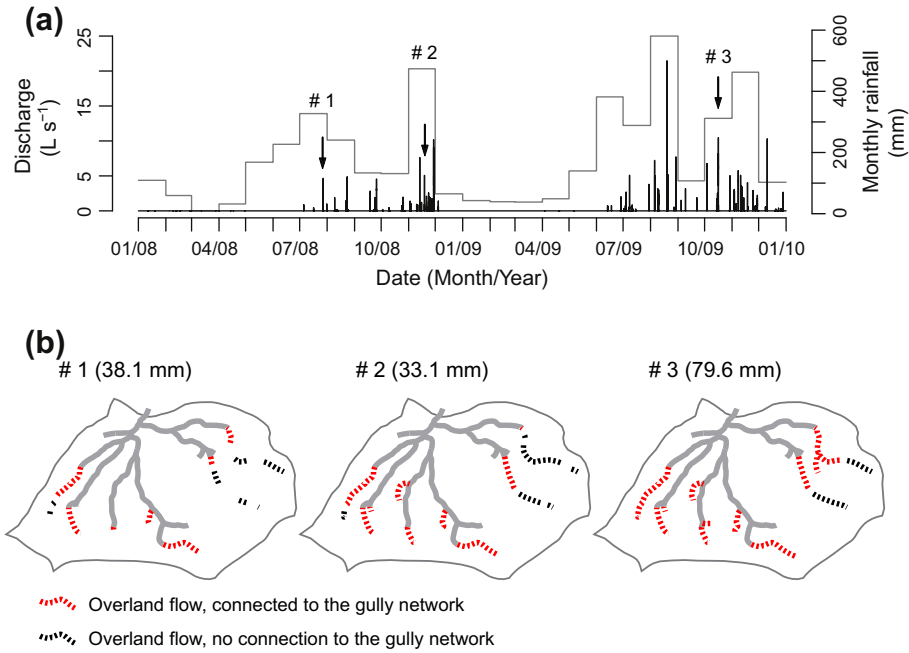 (a)
Discharge
(L s⁻¹)
0 5 15 25
# 1
# 2
# 3
0 100 200 300 400 500 600
Monthly rainfall
(mm)
01/08 04/08 07/08 10/08 01/09 04/09 07/09 10/09 01/10
Date (Month/Year)
(b)
# 1 (38.1 mm) # 2 (33.1 mm) # 3 (79.6 mm)
Overland flow, connected to the gully network
Overland flow, no connection to the gully network